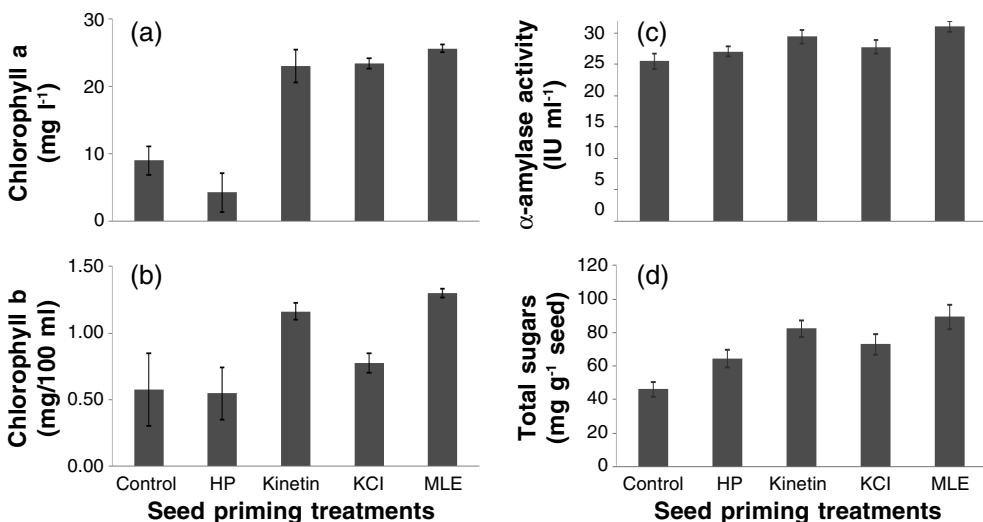 (a)
Chlorophyll a
(mg l-1)
30
20
10
0
(c)
α-amylase activity
(IU ml-1)
30
25
20
15
10
5
0
(b)
Chlorophyll b
(mg/100 ml)
1.50
1.00
0.50
0.00
Control HP Kinetin KCI MLE
Seed priming treatments
(d)
Total sugars
(mg g-1 seed)
120
100
80
60
40
20
0
Control HP Kinetin KCI MLE
Seed priming treatments